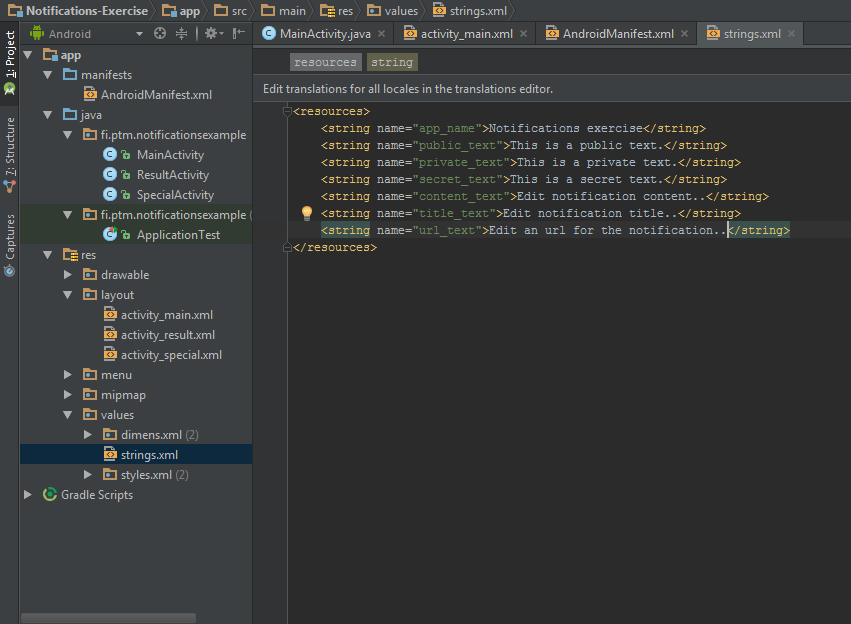 Notifications-Exercise app src main res values strings.xml
Android
MainActivity.java activity_main.xml AndroidManifest.xml strings.xml
1: Project
7: Structure
Captures
app
manifests
AndroidManifest.xml
java
fi.ptm.notificationsexample
MainActivity
ResultActivity
SpecialActivity
fi.ptm.notificationsexample (
ApplicationTest
res
drawable
layout
activity_main.xml
activity_result.xml
activity_special.xml
menu
mipmap
values
dimens.xml (2)
strings.xml
styles.xml (2)
Gradle Scripts
resources string
Edit translations for all locales in the translations editor.
<resources>
<string name="app_name">Notifications exercise</string>
<string name="public_text">This is a public text.</string>
<string name="private_text">This is a private text.</string>
<string name="secret_text">This is a secret text.</string>
<string name="content_text">Edit notification content..</string>
<string name="title_text">Edit notification title..</string>
<string name="url_text">Edit an url for the notification..</string>
</resources>